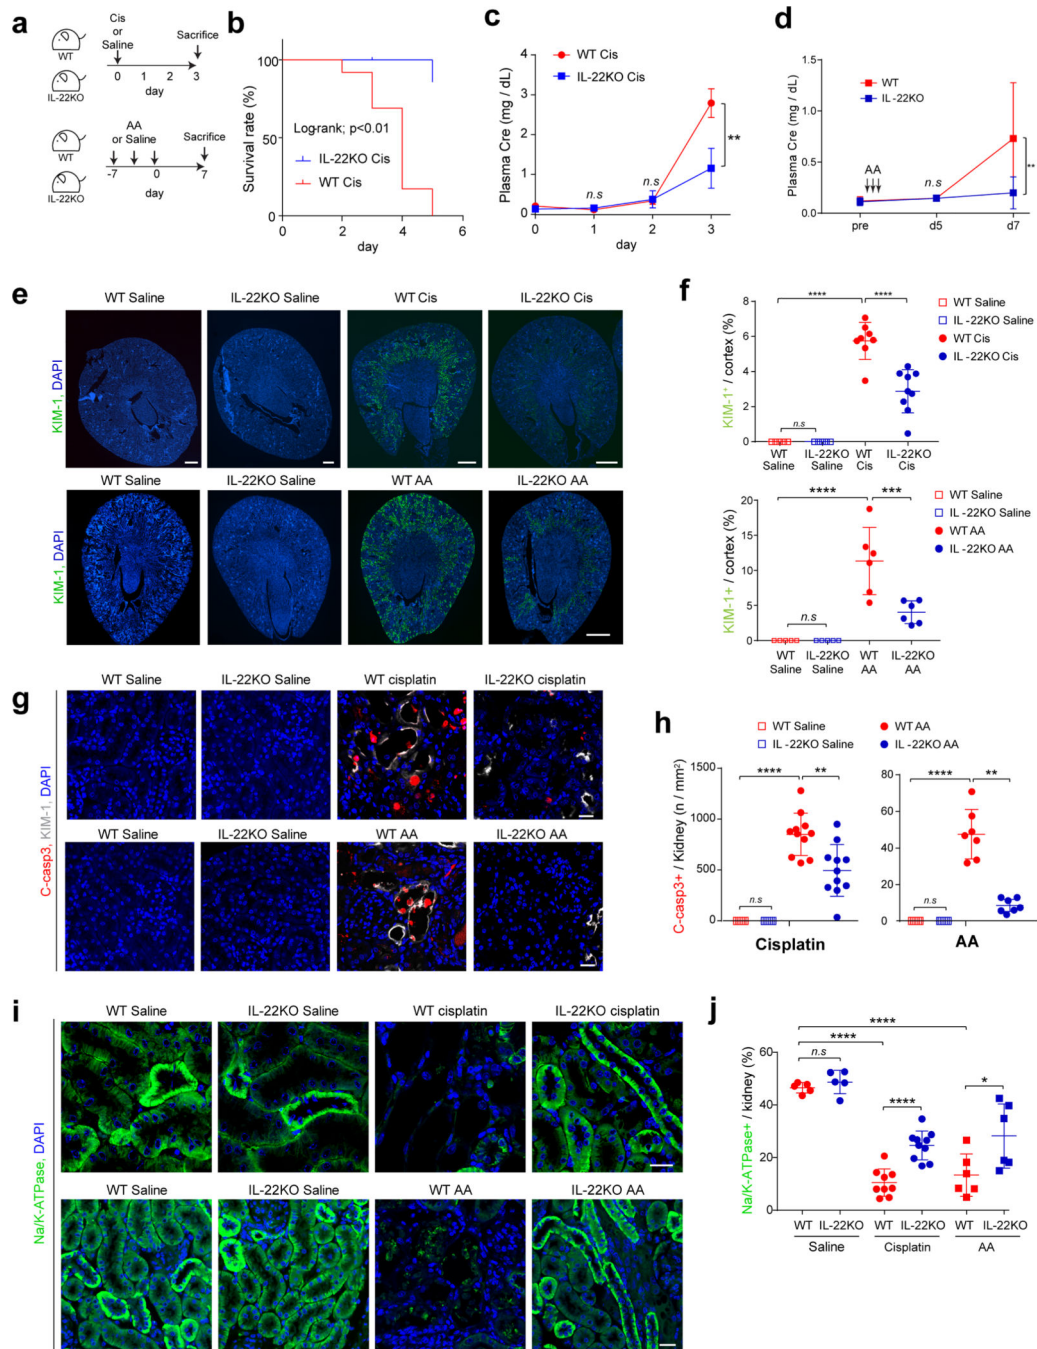 a
Cis
or
Saline
Sacrifice
WT
0 1 2 3
day
IL-22KO
AA
or Saline
Sacrifice
WT
-7 0 7
day
IL-22KO
b
Survival rate (%)
100
50
0
Log-rank; p<0.01
IL-22KO Cis
WT Cis
0 2 4 6
day
c
Plasma Cre (mg / dL)
4
3
2
1
0
WT Cis
IL-22KO Cis
n.s
n.s
**
0 1 2 3
day
d
Plasma Cre (mg / dL)
1.5
1.0
0.5
0.0
WT
IL-22KO
AA
n.s
**
pre d5 d7
e
WT Saline IL-22KO Saline WT Cis IL-22KO Cis
KIM-1, DAPI
WT Saline IL-22KO Saline WT AA IL-22KO AA
KIM-1, DAPI
f
KIM-1+ / cortex (%)
8
6
4
2
0
**** ****
n.s
WT Saline
IL-22KO Saline
WT Cis
IL-22KO Cis
WT IL-22KO WT IL-22KO
Saline Saline Cis Cis
KIM-1+ / cortex (%)
20
15
10
5
0
**** ***
n.s
WT Saline
IL-22KO Saline
WT AA
IL-22KO AA
WT IL-22KO WT IL-22KO
Saline Saline AA AA
g
WT Saline IL-22KO Saline WT cisplatin IL-22KO cisplatin
C-casp3, KIM-1, DAPI
WT Saline IL-22KO Saline WT AA IL-22KO AA
h
WT Saline WT AA
IL-22KO Saline IL-22KO AA
C-casp3+ / Kidney (n / mm²)
1500
1000
500
0
**** **
n.s
Cisplatin
80
60
40
20
0
**** **
n.s
AA
i
WT Saline IL-22KO Saline WT cisplatin IL-22KO cisplatin
Na/K-ATPase, DAPI
WT Saline IL-22KO Saline WT AA IL-22KO AA
j
Na/K-ATPase+ / kidney (%)
60
40
20
0
****
****
n.s
****
*
WT IL-22KO WT IL-22KO WT IL-22KO
Saline Cisplatin AA